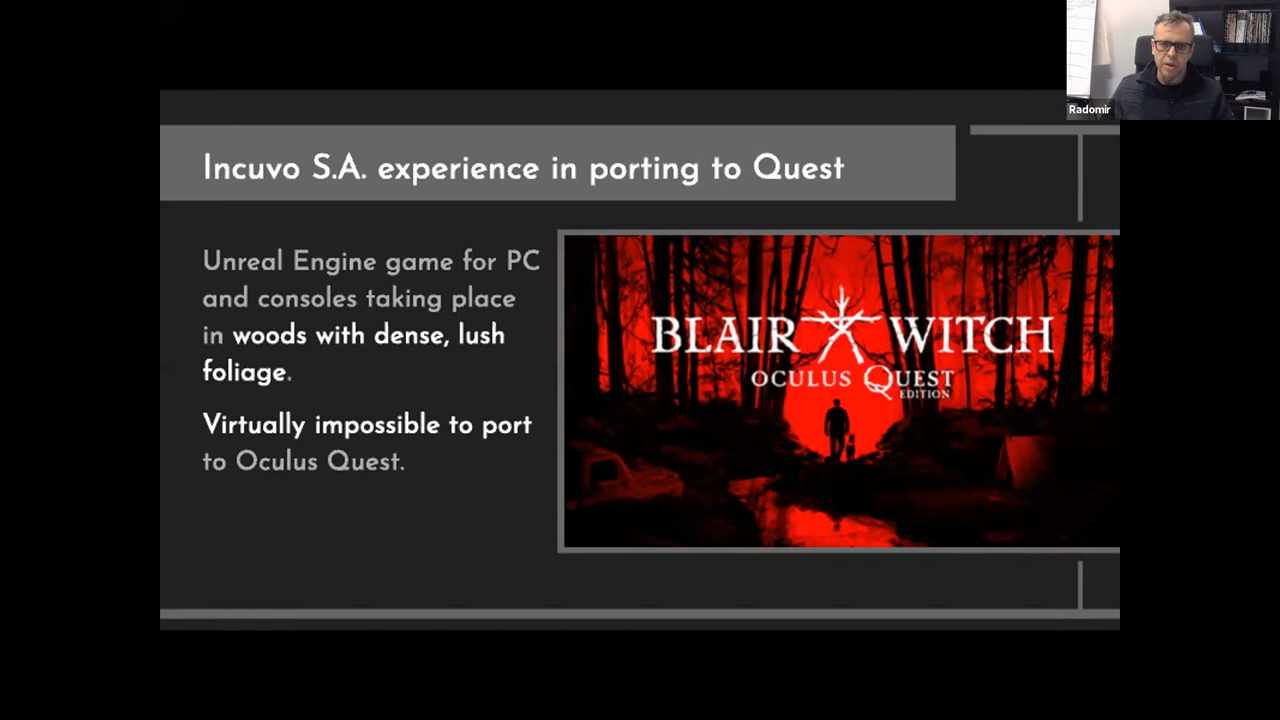 Radomir
Incuvo S.A. experience in porting to Quest
Unreal Engine game for PC
and consoles taking place
in woods with dense, lush
foliage.
Virtually impossible to port
to Oculus Quest.
BLAIR WITCH
OCULUS QUEST
EDITION